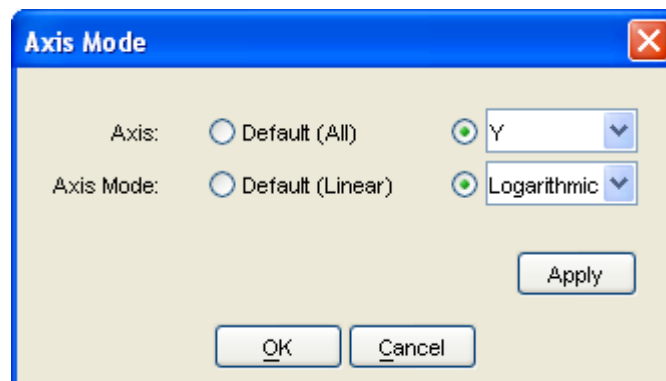 Axis Mode
Axis: Default (All) Y
Axis Mode: Default (Linear) Logarithmic
Apply
OK Cancel